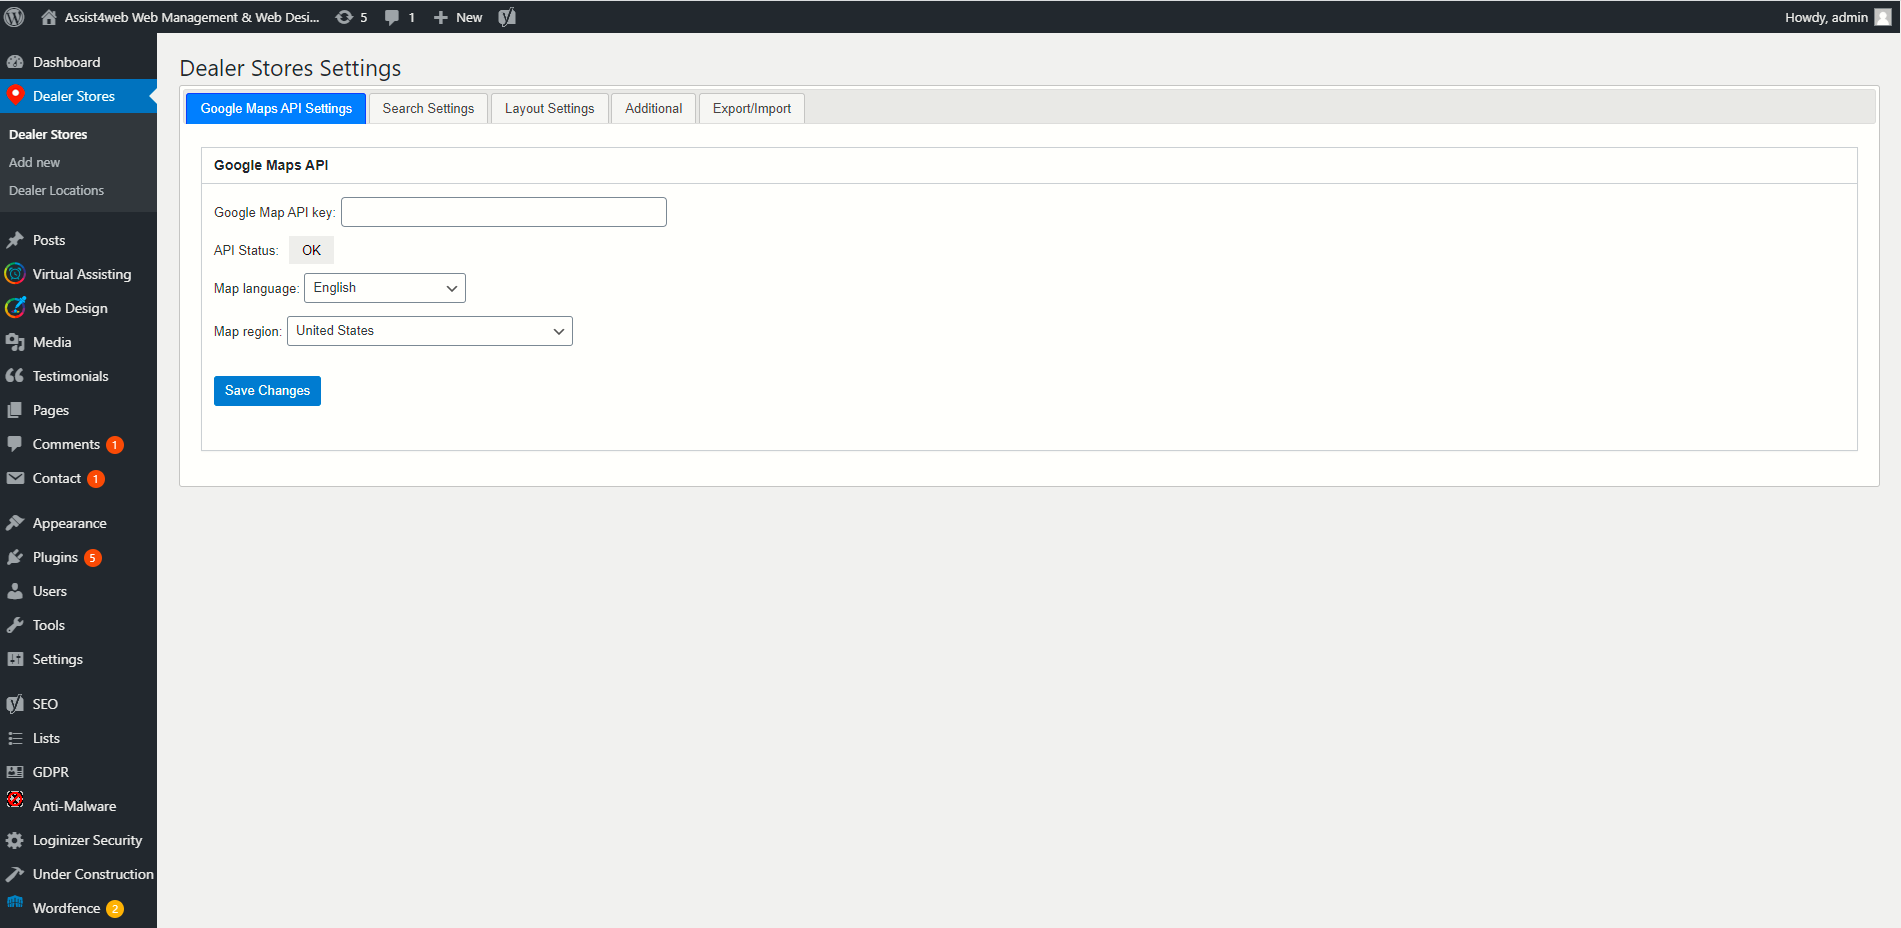 Assist4web Web Management & Web Desi... 5 1 New Howdy, admin
Dashboard
Dealer Stores
Dealer Stores
Add new
Dealer Locations
Posts
Virtual Assisting
Web Design
Media
Testimonials
Pages
Comments 1
Contact 1
Appearance
Plugins 5
Users
Tools
Settings
SEO
Lists
GDPR
Anti-Malware
Loginizer Security
Under Construction
Wordfence 2
Dealer Stores Settings
Google Maps API Settings Search Settings Layout Settings Additional Export/Import
Google Maps API
Google Map API key:
API Status: OK
Map language: English
Map region: United States
Save Changes